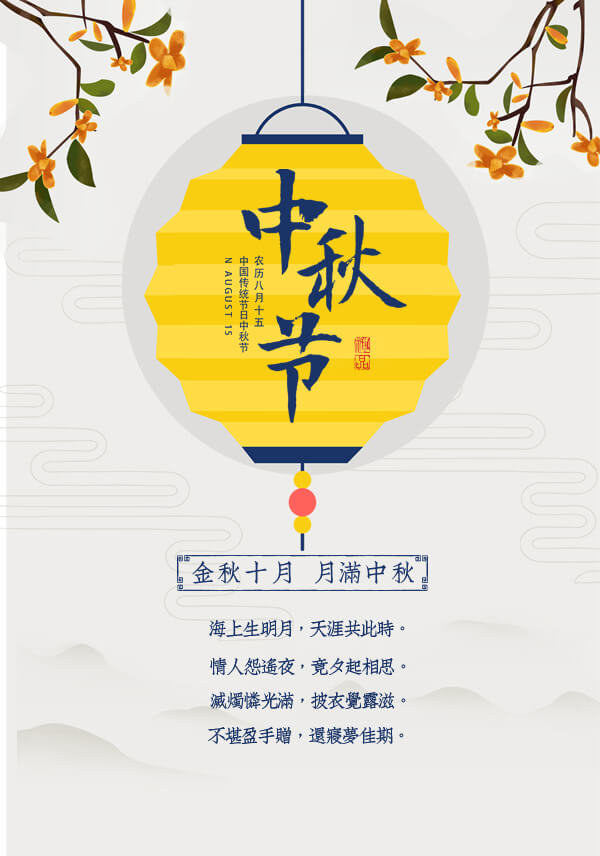 中秋节
农历八月十五
中国传统节日中秋节
N AUGUST 15
金秋十月 月滿中秋
海上生明月，天涯共此時。
情人怨遙夜，竟夕起相思。
滅燭憐光滿，披衣覺露滋。
不堪盈手贈，還寢夢佳期。